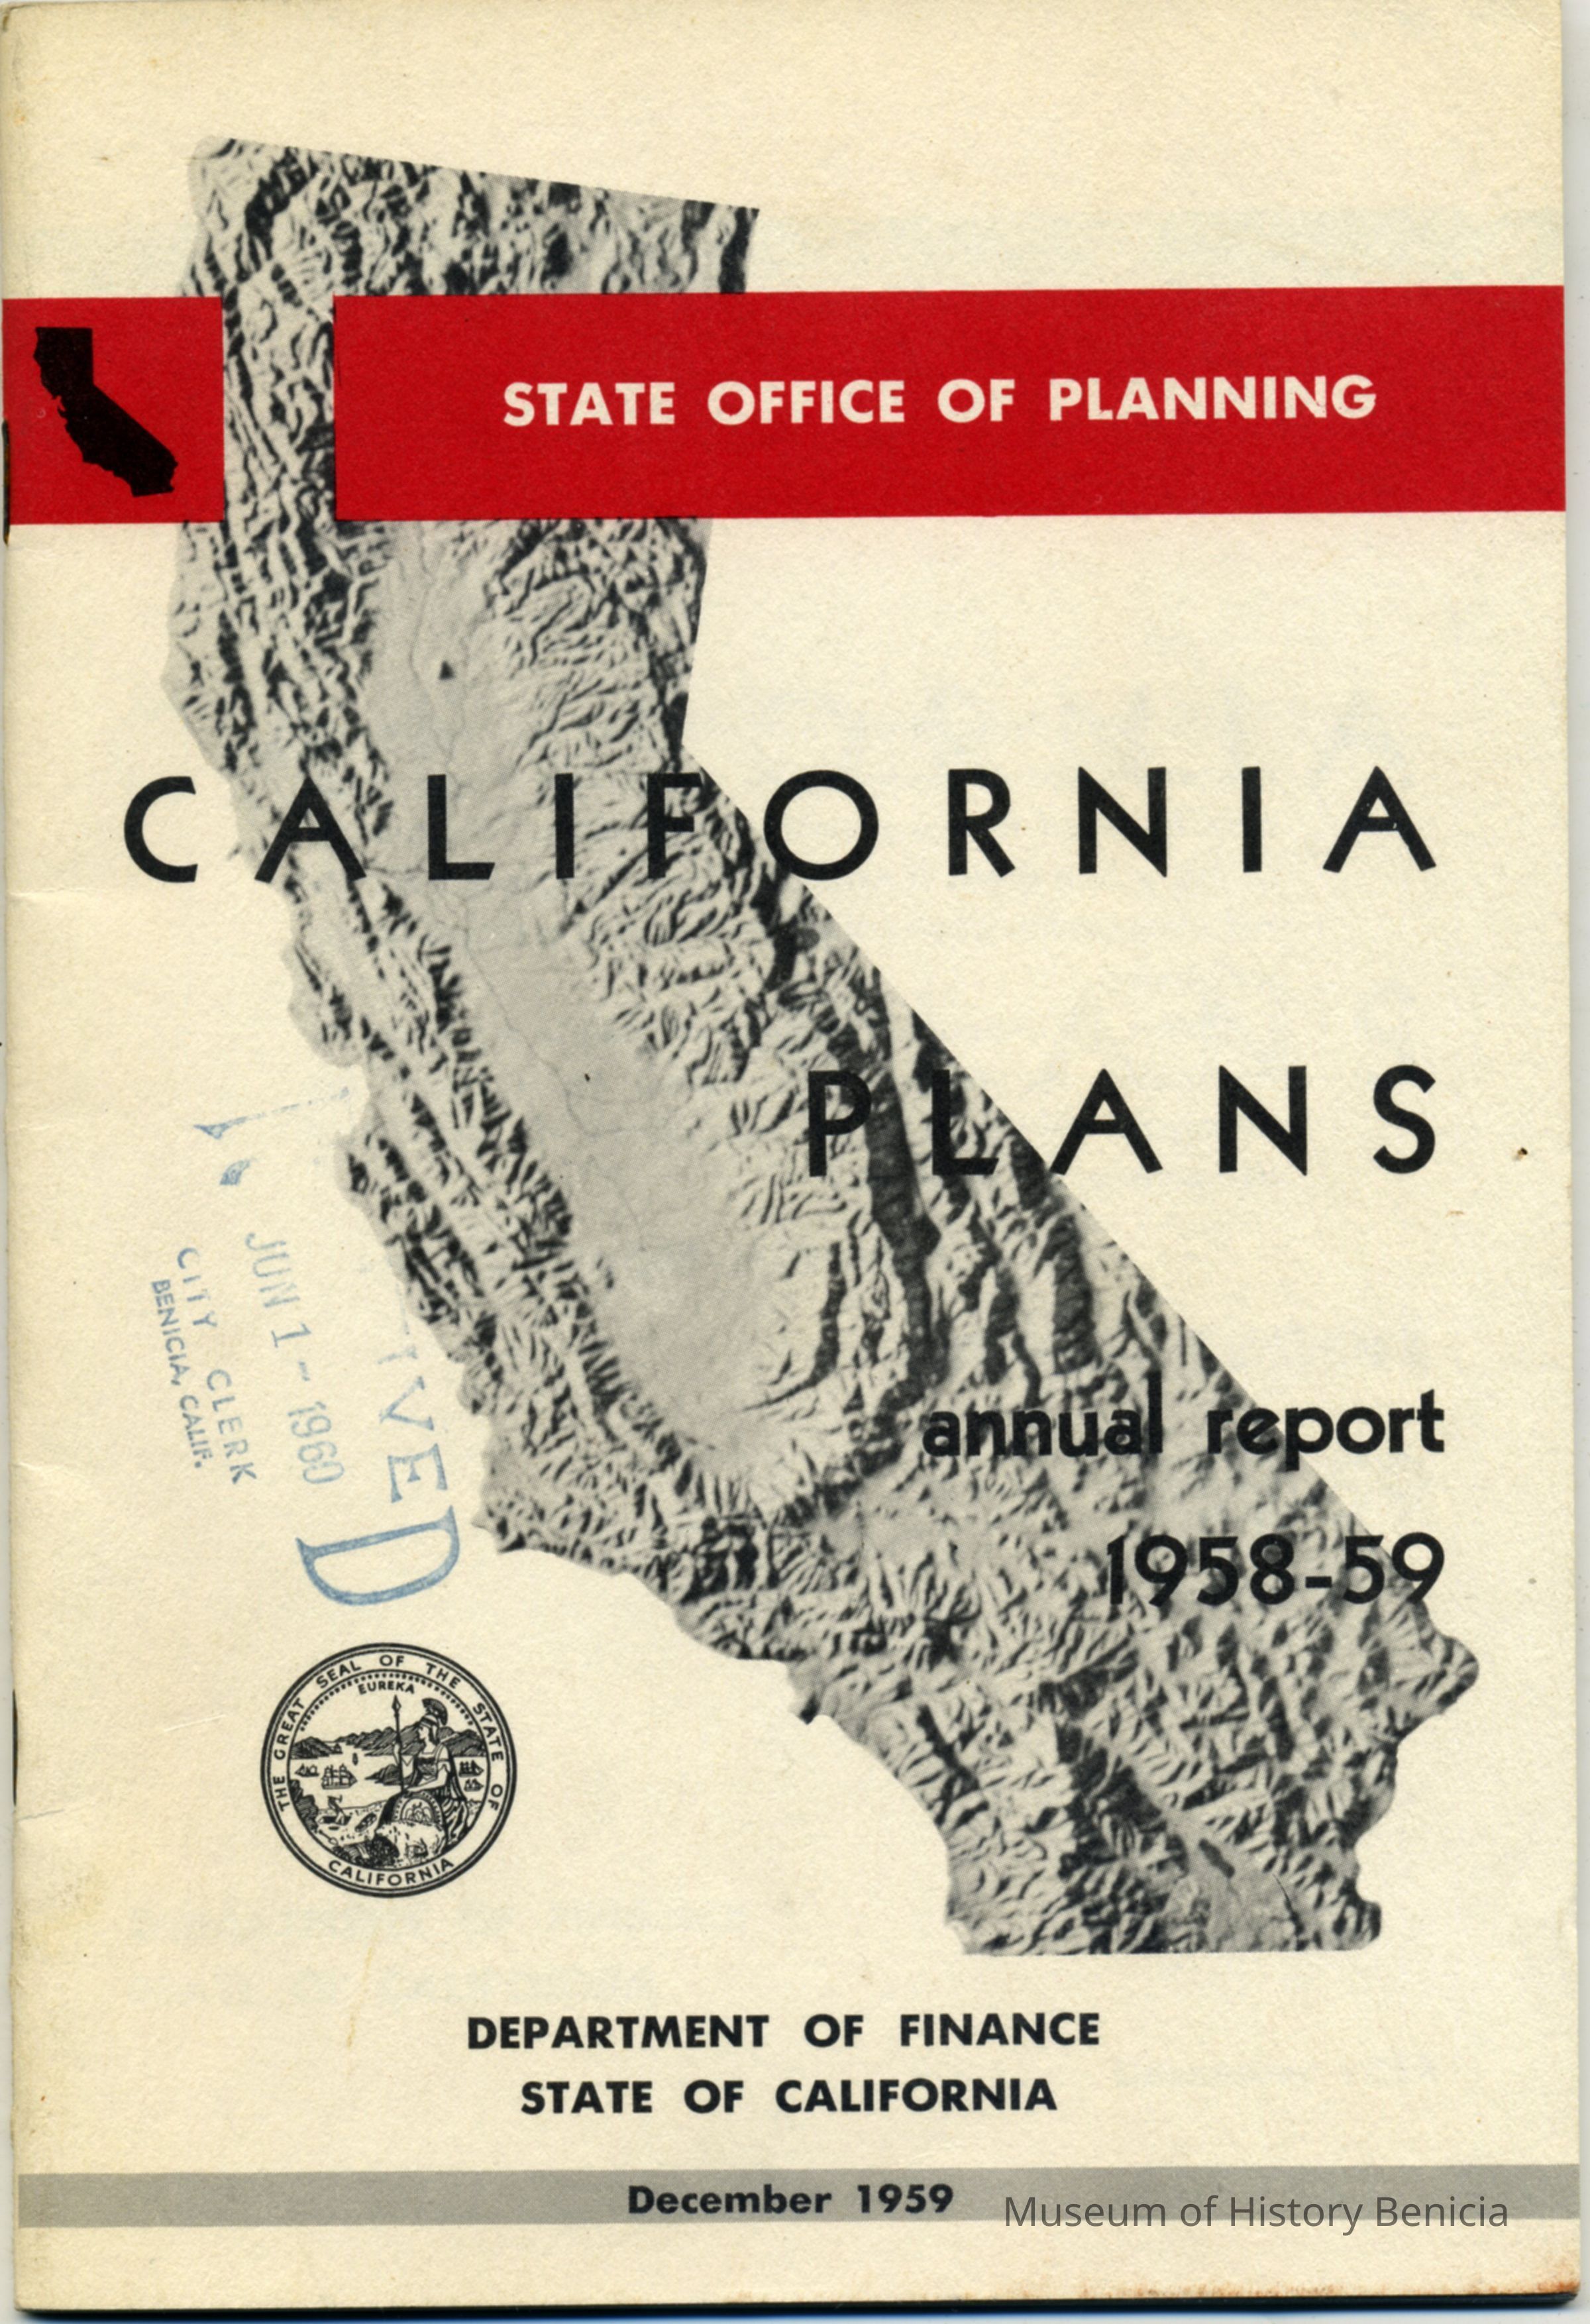 STATE OFFICE OF PLANNING
CALIFORNIA
PLANS
annual report
1958-59
IVED
JUN 1 - 1960
CITY CLERK
BENICIA, CALIF.
THE GREAT SEAL OF THE STATE OF
EUREKA
CALIFORNIA
DEPARTMENT OF FINANCE
STATE OF CALIFORNIA
December 1959
Museum of History Benicia